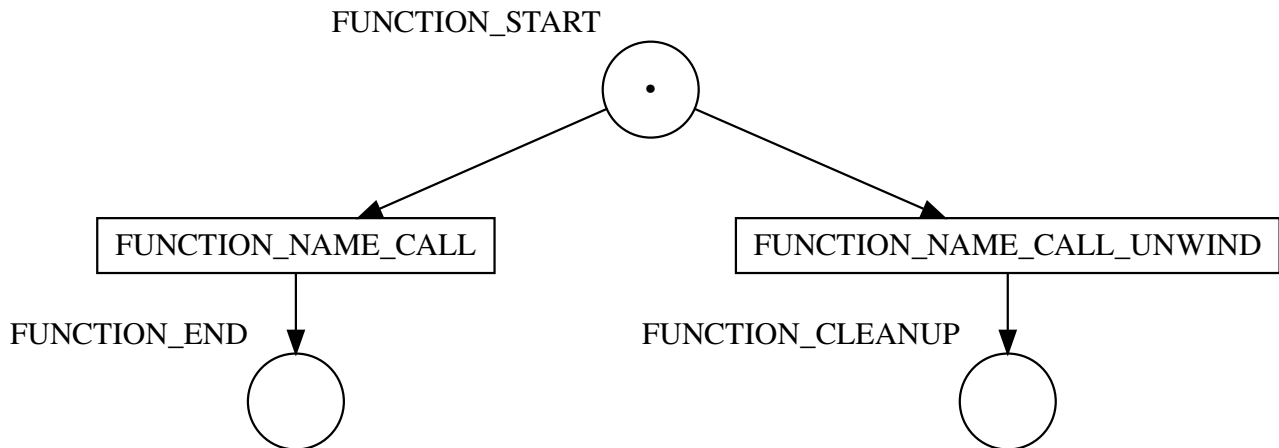 FUNCTION_START
FUNCTION_NAME_CALL
FUNCTION_NAME_CALL_UNWIND
FUNCTION_END
FUNCTION_CLEANUP